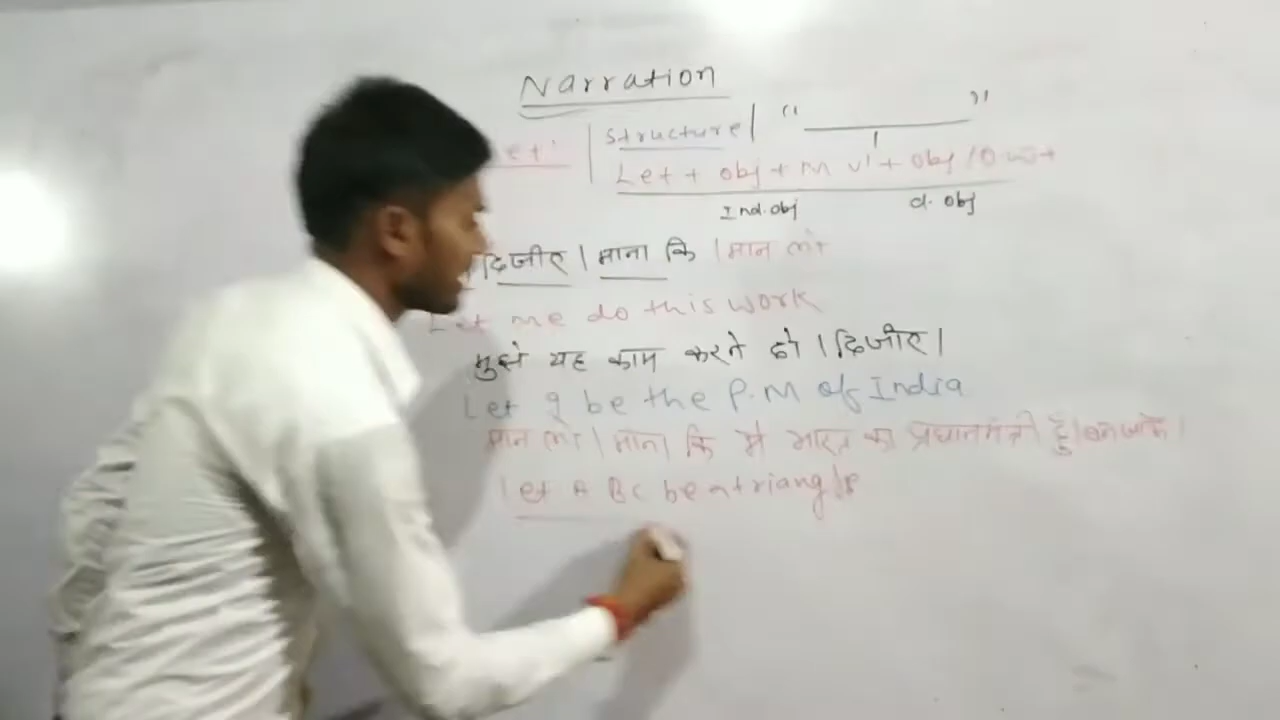 Narration
Structure | " ———— "
Let + obj + M V¹ + obj / O.W +
Ind. obj d. obj
दिजीए | माना कि | मान लो
Let me do this work
मुझे यह काम करने दो | दिजीए |
Let I be the P.M of India
मान लो | माना कि मैं भारत का प्रधानमंत्री हूँ |
Let A BC be a triangle